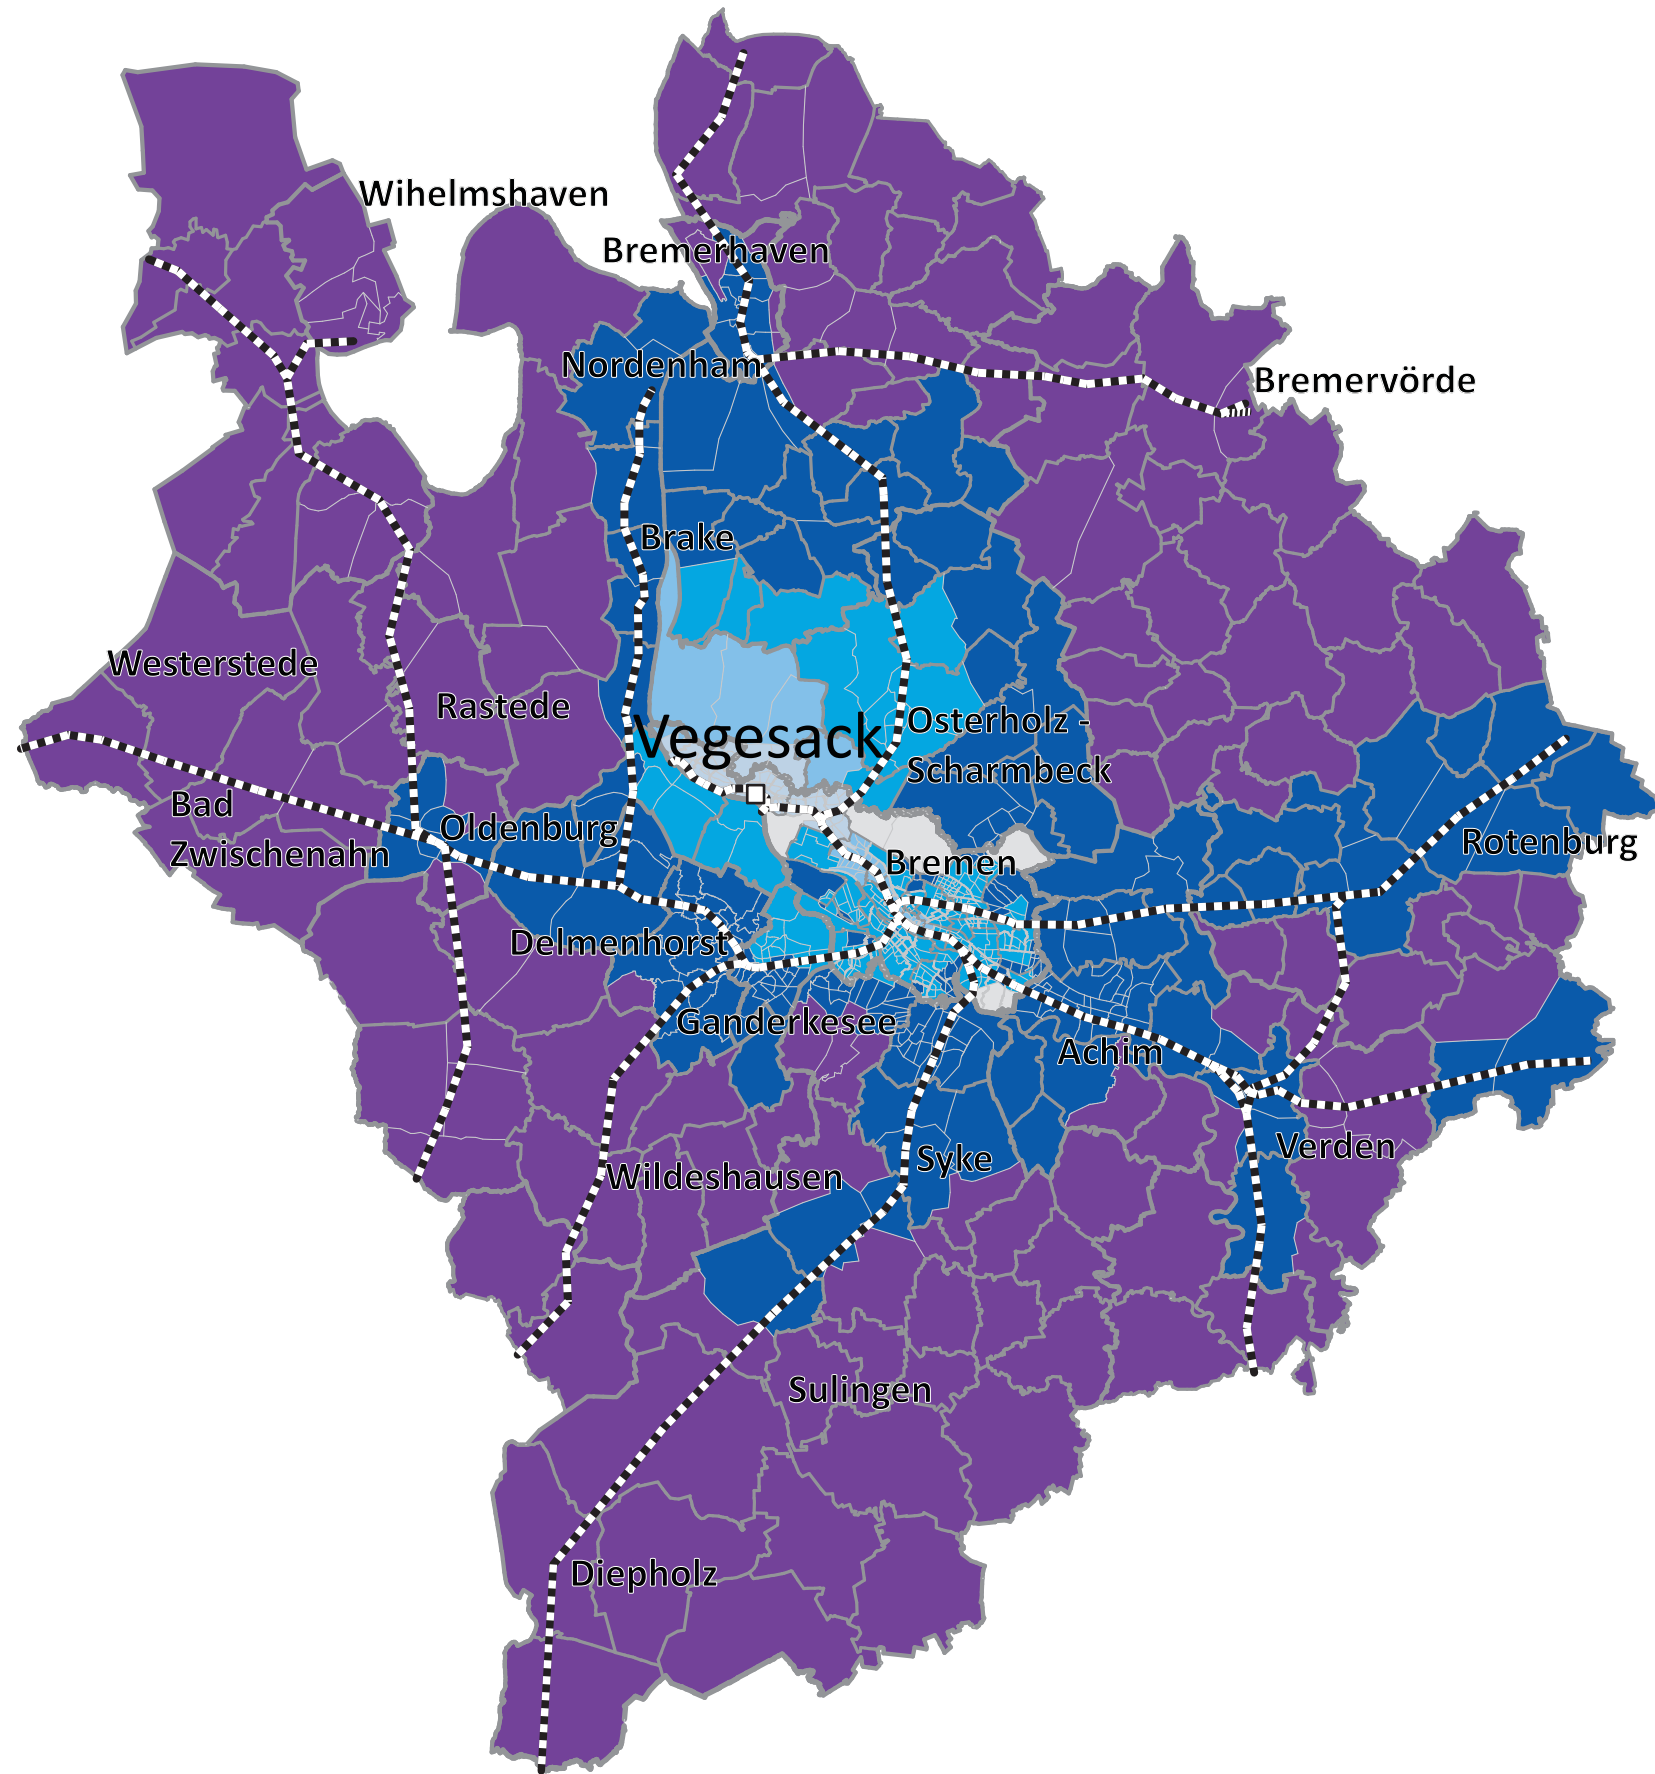 Wihelmshaven
Bremerhaven
Nordenham
Bremervörde
Brake
Westerstede
Rastede
Vegesack
Osterholz -
Scharmbeck
Bad
Zwischenahn
Oldenburg
Bremen
Rotenburg
Delmenhorst
Ganderkesee
Achim
Verden
Syke
Wildeshausen
Sulingen
Diepholz